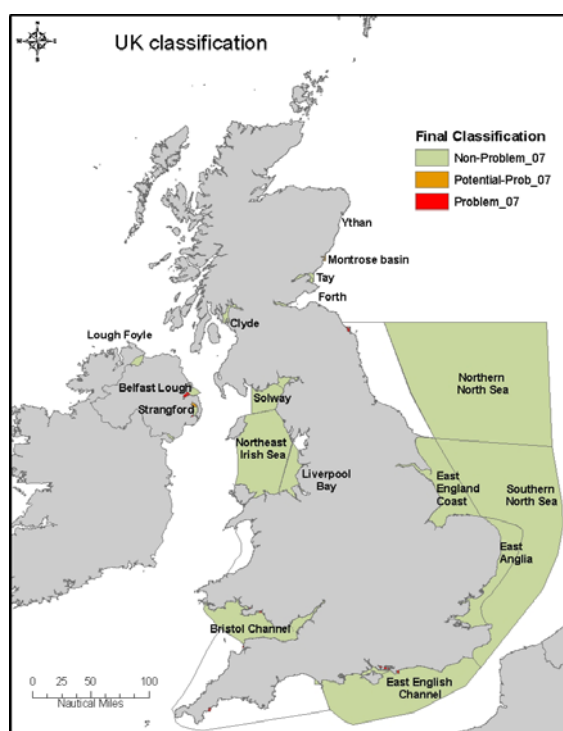 UK classification
Final Classification
Non-Problem_07
Potential-Prob_07
Problem_07
Ythan
Montrose basin
Tay
Forth
Clyde
Lough Foyle
Belfast Lough
Strangford
Solway
Northern
North Sea
Northeast
Irish Sea
Liverpool
Bay
East
England
Coast
Southern
North Sea
East
Anglia
Bristol Channel
East English
Channel
0 25 50 100
Nautical Miles